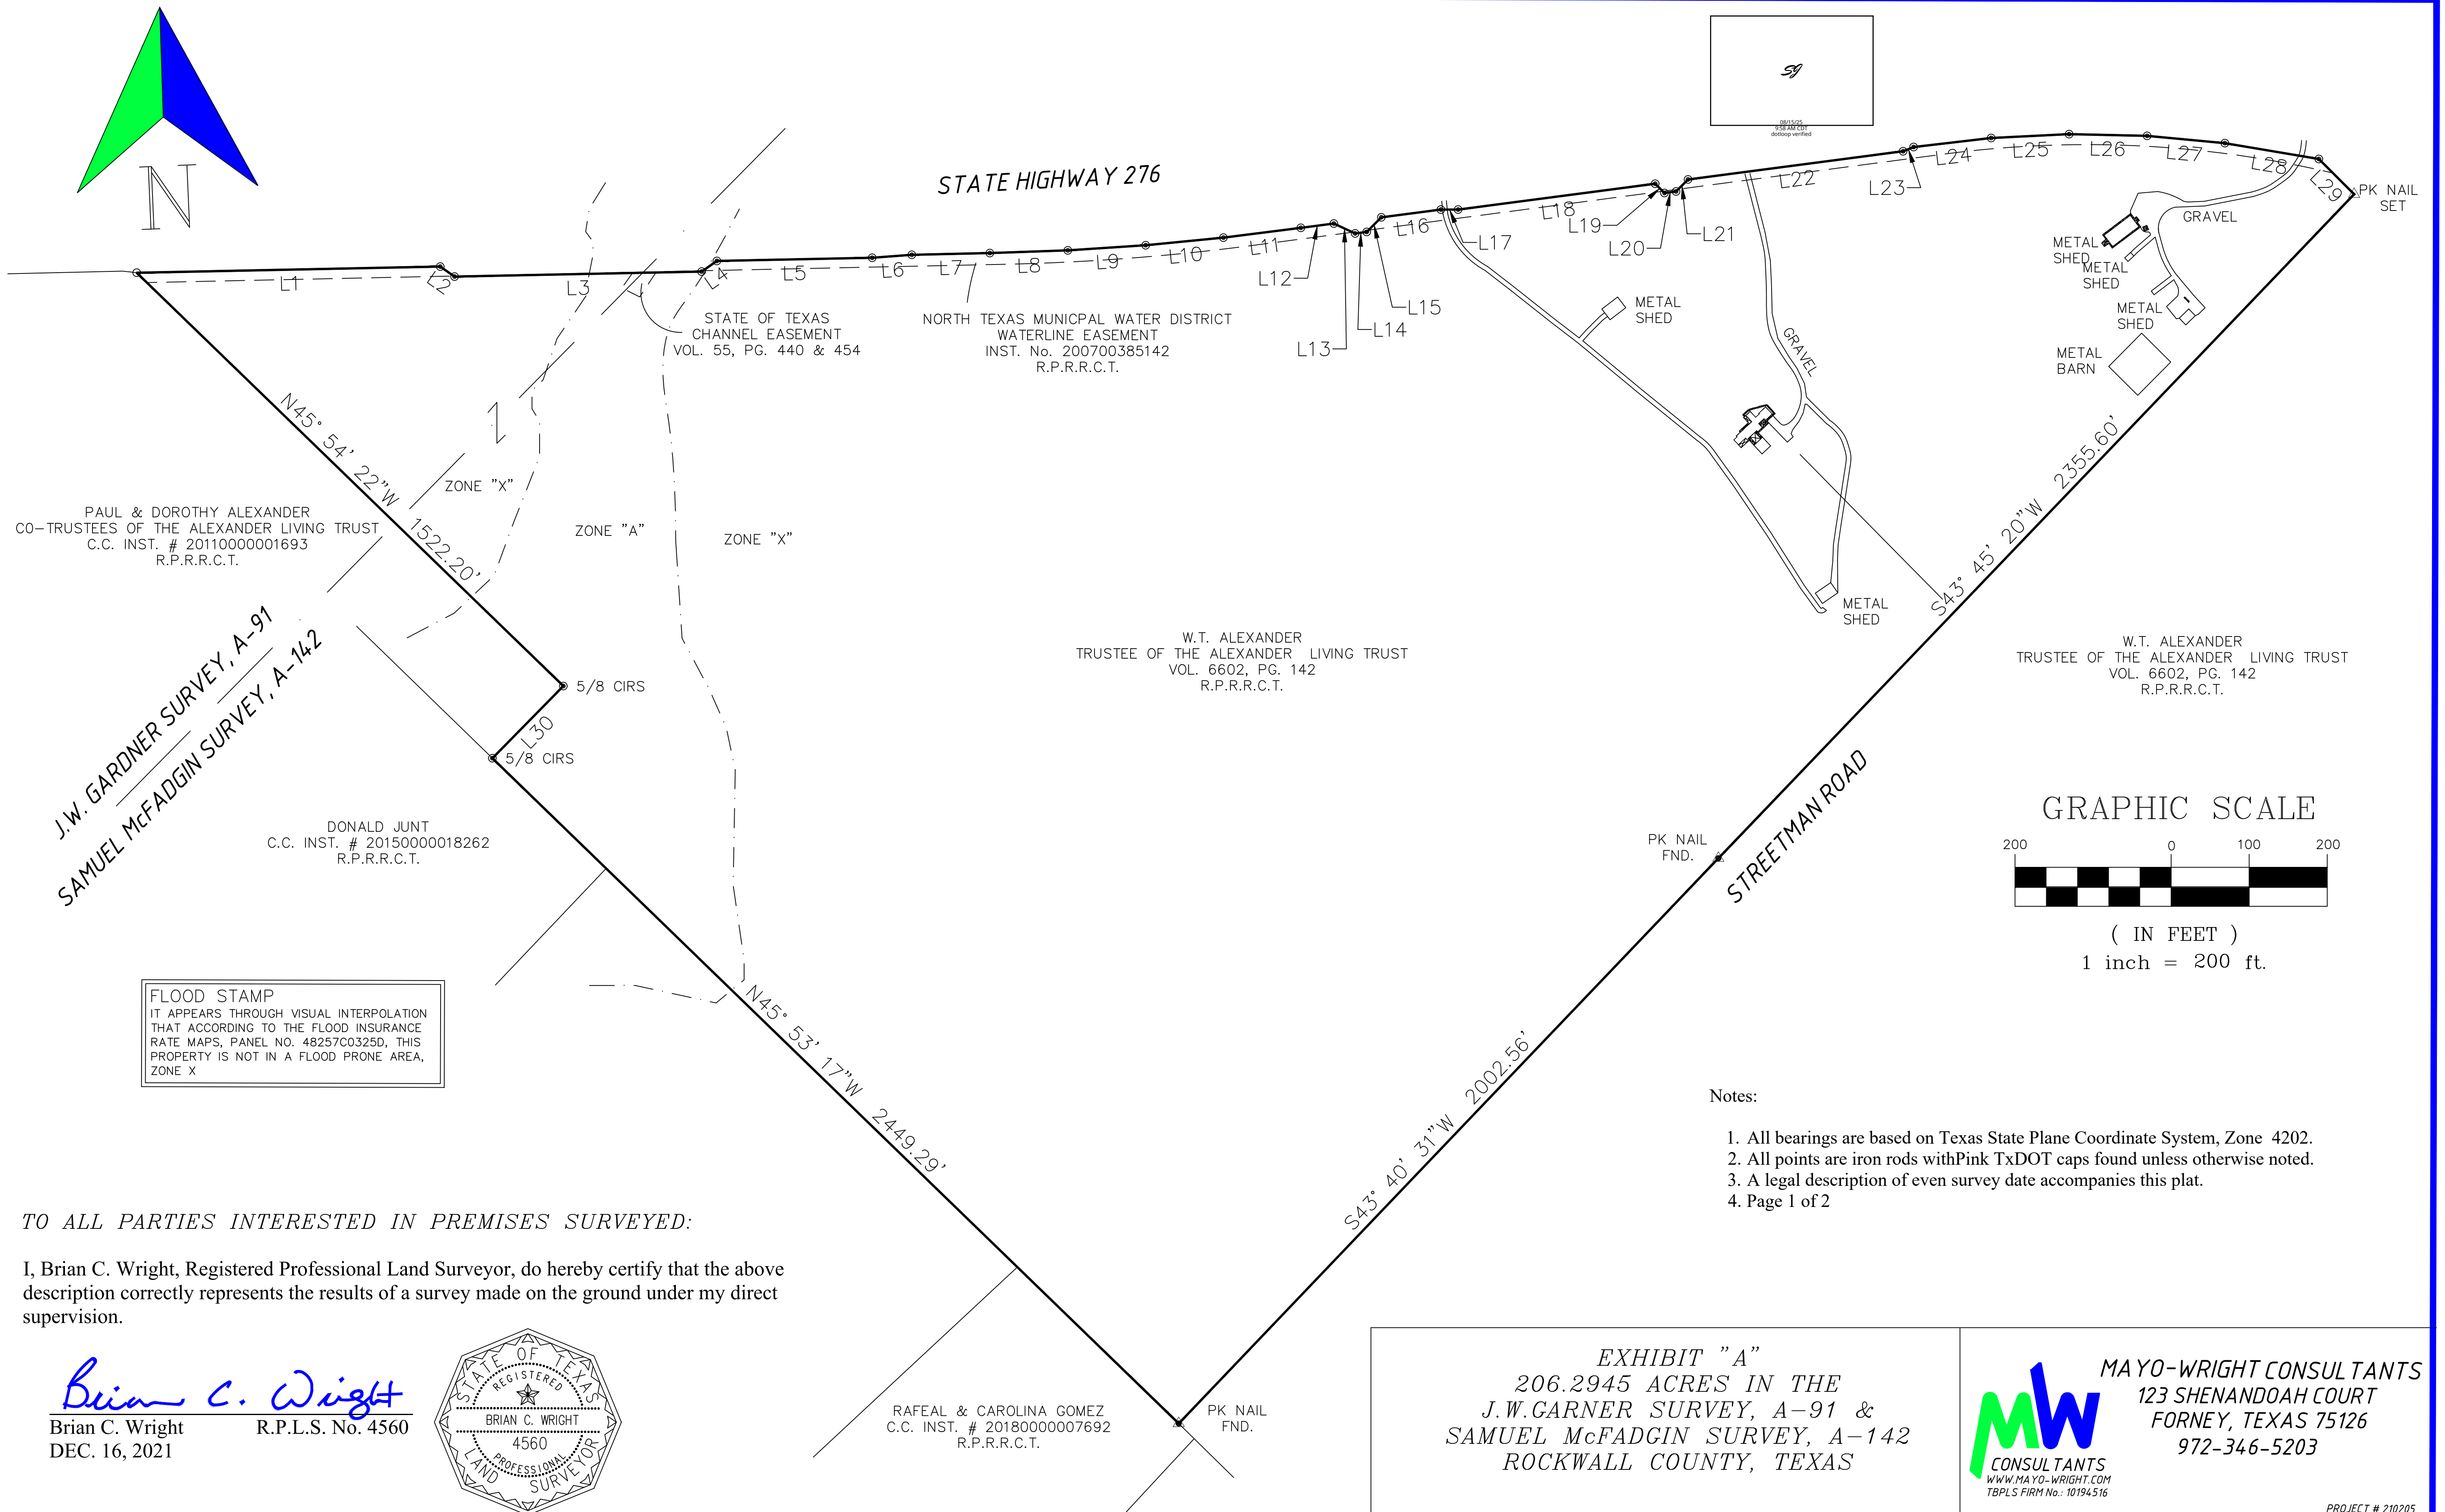 N
SJ
08/15/25
9:58 AM CDT
dotloop verified
STATE HIGHWAY 276
L1
L2
L3
L4
L5
L6
L7
L8
L9
L10
L11
L12
L13
L14
L15
L16
L17
L18
L19
L20
L21
L22
L23
L24
L25
L26
L27
L28
L29
PK NAIL
SET
GRAVEL
METAL
SHED
METAL
SHED
METAL
SHED
METAL
BARN
METAL
SHED
GRAVEL
METAL
SHED
STATE OF TEXAS
CHANNEL EASEMENT
VOL. 55, PG. 440 & 454
NORTH TEXAS MUNICPAL WATER DISTRICT
WATERLINE EASEMENT
INST. No. 200700385142
R.P.R.R.C.T.
N45° 54' 22"W 1522.20'
ZONE "X"
ZONE "A"
ZONE "X"
PAUL & DOROTHY ALEXANDER
CO-TRUSTEES OF THE ALEXANDER LIVING TRUST
C.C. INST. # 20110000001693
R.P.R.R.C.T.
J.W. GARDNER SURVEY, A-91
SAMUEL McFADGIN SURVEY, A-142
5/8 CIRS
L30
5/8 CIRS
W.T. ALEXANDER
TRUSTEE OF THE ALEXANDER LIVING TRUST
VOL. 6602, PG. 142
R.P.R.R.C.T.
S43° 45' 20"W 2355.60'
W.T. ALEXANDER
TRUSTEE OF THE ALEXANDER LIVING TRUST
VOL. 6602, PG. 142
R.P.R.R.C.T.
DONALD JUNT
C.C. INST. # 20150000018262
R.P.R.R.C.T.
PK NAIL
FND.
STREETMAN ROAD
GRAPHIC SCALE
200 0 100 200
( IN FEET )
1 inch = 200 ft.
FLOOD STAMP
IT APPEARS THROUGH VISUAL INTERPOLATION
THAT ACCORDING TO THE FLOOD INSURANCE
RATE MAPS, PANEL NO. 48257C0325D, THIS
PROPERTY IS NOT IN A FLOOD PRONE AREA,
ZONE X
N45° 53' 17"W 2449.29'
S43° 40' 31"W 2002.56'
Notes:
1. All bearings are based on Texas State Plane Coordinate System, Zone 4202.
2. All points are iron rods withPink TxDOT caps found unless otherwise noted.
3. A legal description of even survey date accompanies this plat.
4. Page 1 of 2
TO ALL PARTIES INTERESTED IN PREMISES SURVEYED:
I, Brian C. Wright, Registered Professional Land Surveyor, do hereby certify that the above
description correctly represents the results of a survey made on the ground under my direct
supervision.
Brian C. Wright
Brian C. Wright R.P.L.S. No. 4560
DEC. 16, 2021
STATE OF TEXAS
REGISTERED
BRIAN C. WRIGHT
4560
PROFESSIONAL
LAND SURVEYOR
RAFEAL & CAROLINA GOMEZ
C.C. INST. # 20180000007692
R.P.R.R.C.T.
PK NAIL
FND.
EXHIBIT "A"
206.2945 ACRES IN THE
J.W.GARNER SURVEY, A-91 &
SAMUEL McFADGIN SURVEY, A-142
ROCKWALL COUNTY, TEXAS
MW
CONSULTANTS
WWW.MAYO-WRIGHT.COM
TBPLS FIRM No.: 10194516
MAYO-WRIGHT CONSULTANTS
123 SHENANDOAH COURT
FORNEY, TEXAS 75126
972-346-5203
PROJECT # 210205